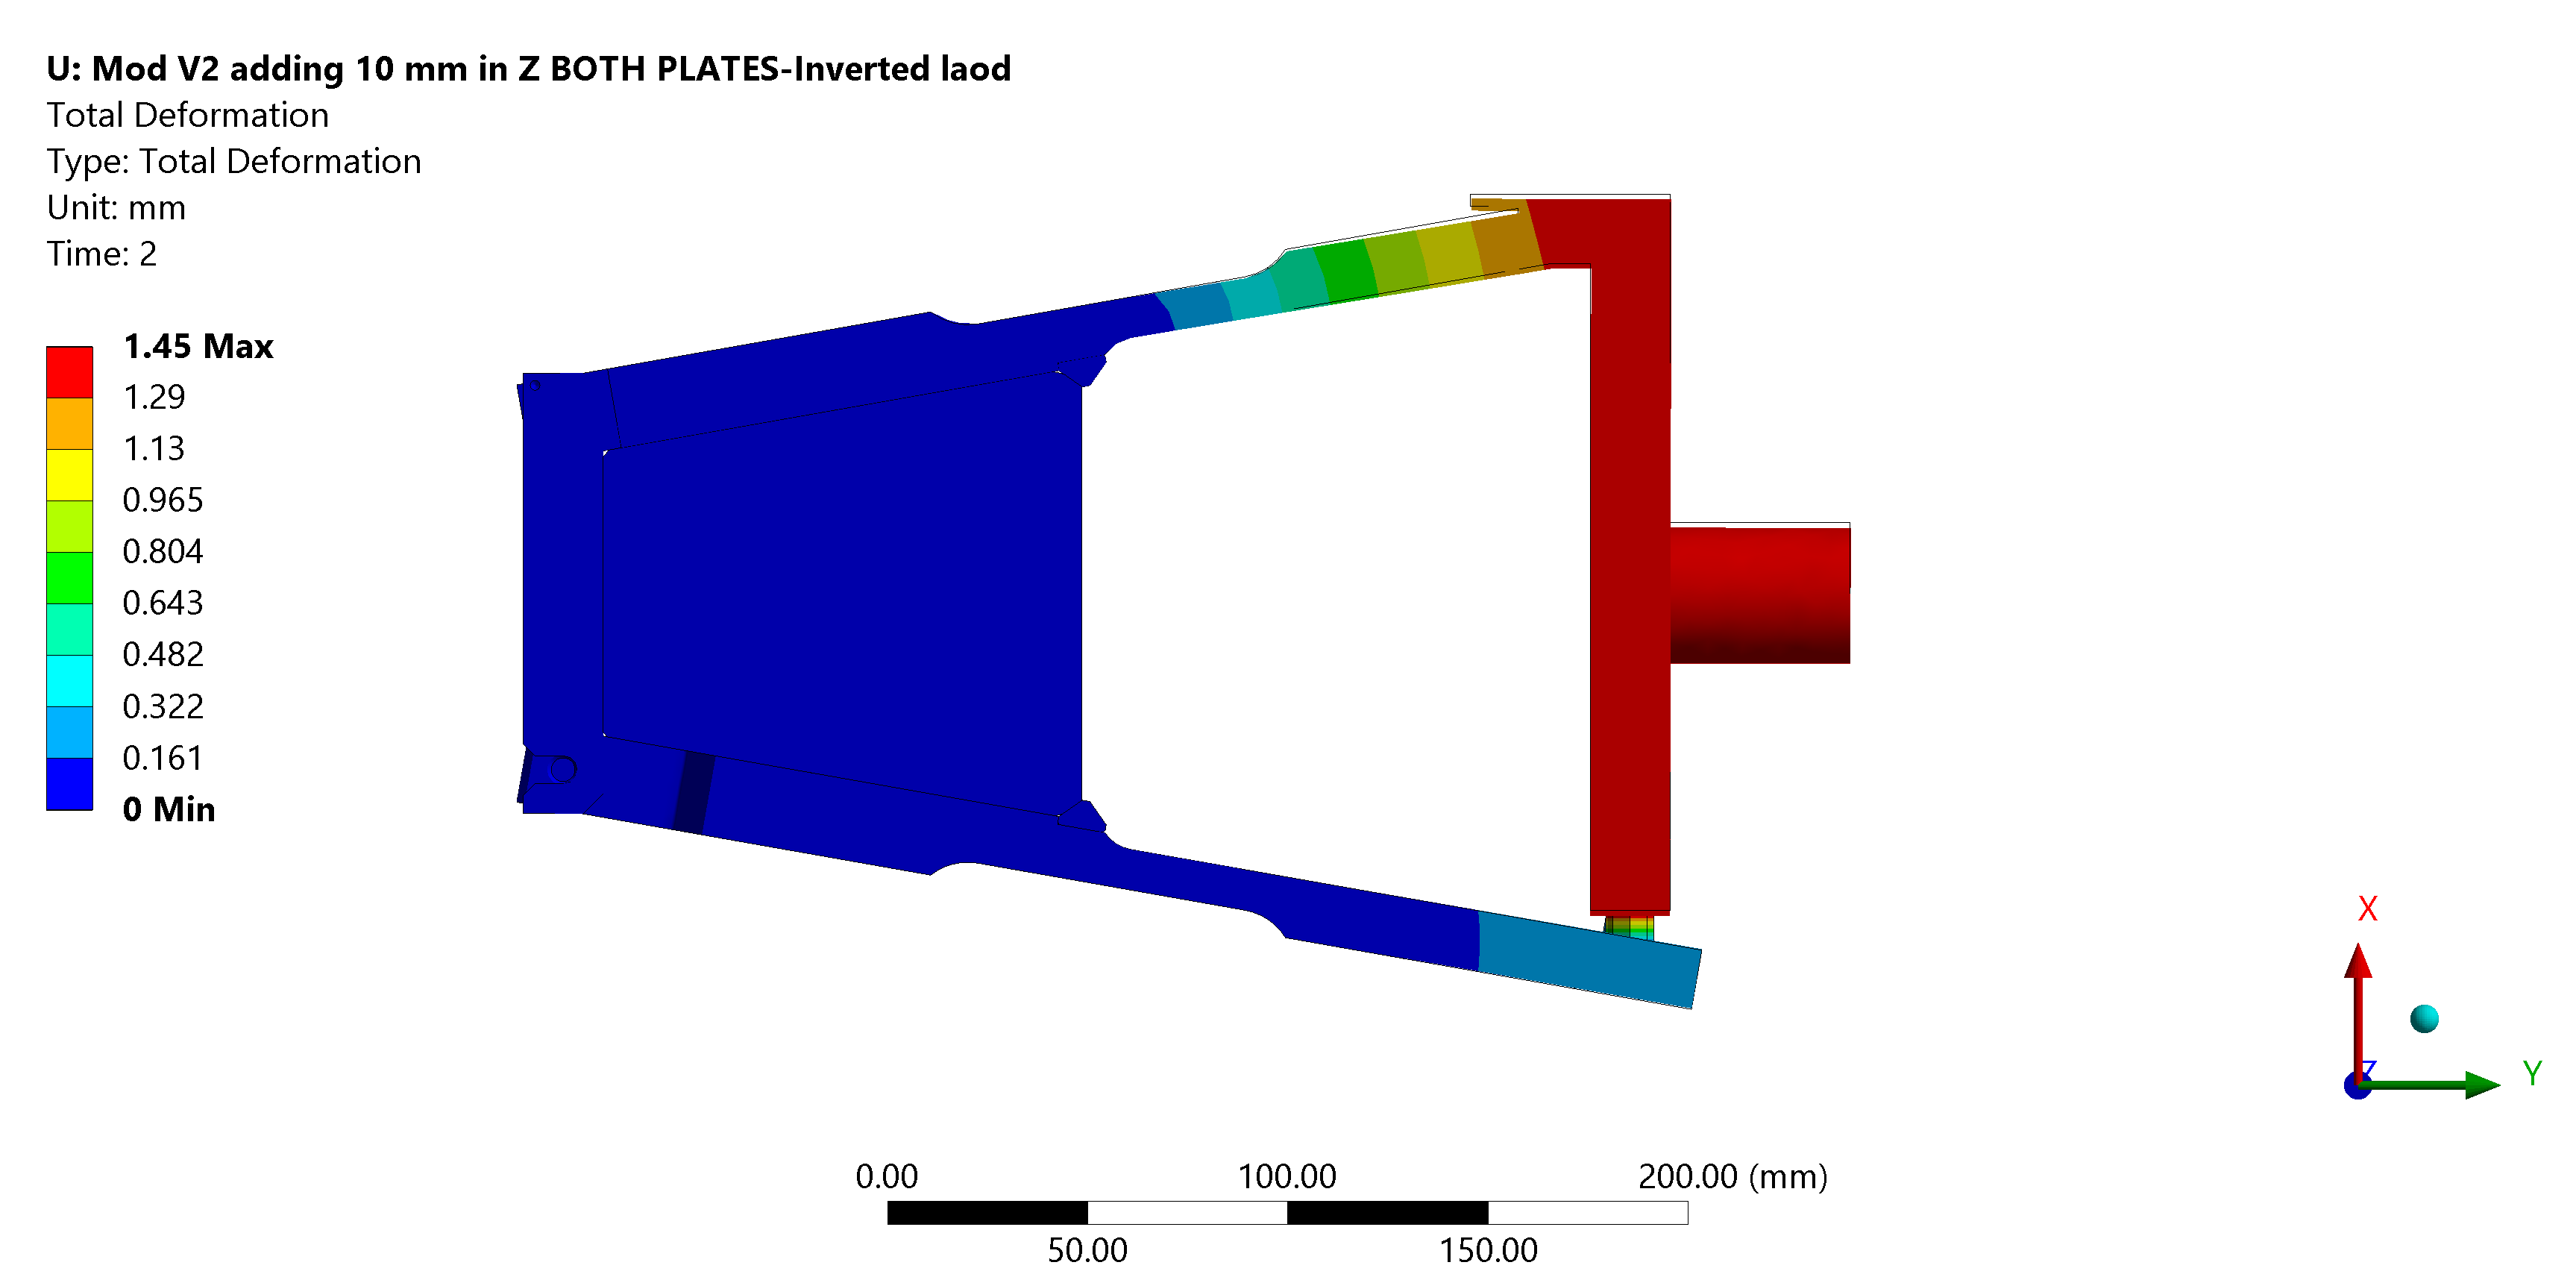 U: Mod V2 adding 10 mm in Z BOTH PLATES-Inverted laod
Total Deformation
Type: Total Deformation
Unit: mm
Time: 2
1.45 Max
1.29
1.13
0.965
0.804
0.643
0.482
0.322
0.161
0 Min
X
Z
Y
0.00 100.00 200.00 (mm)
50.00 150.00